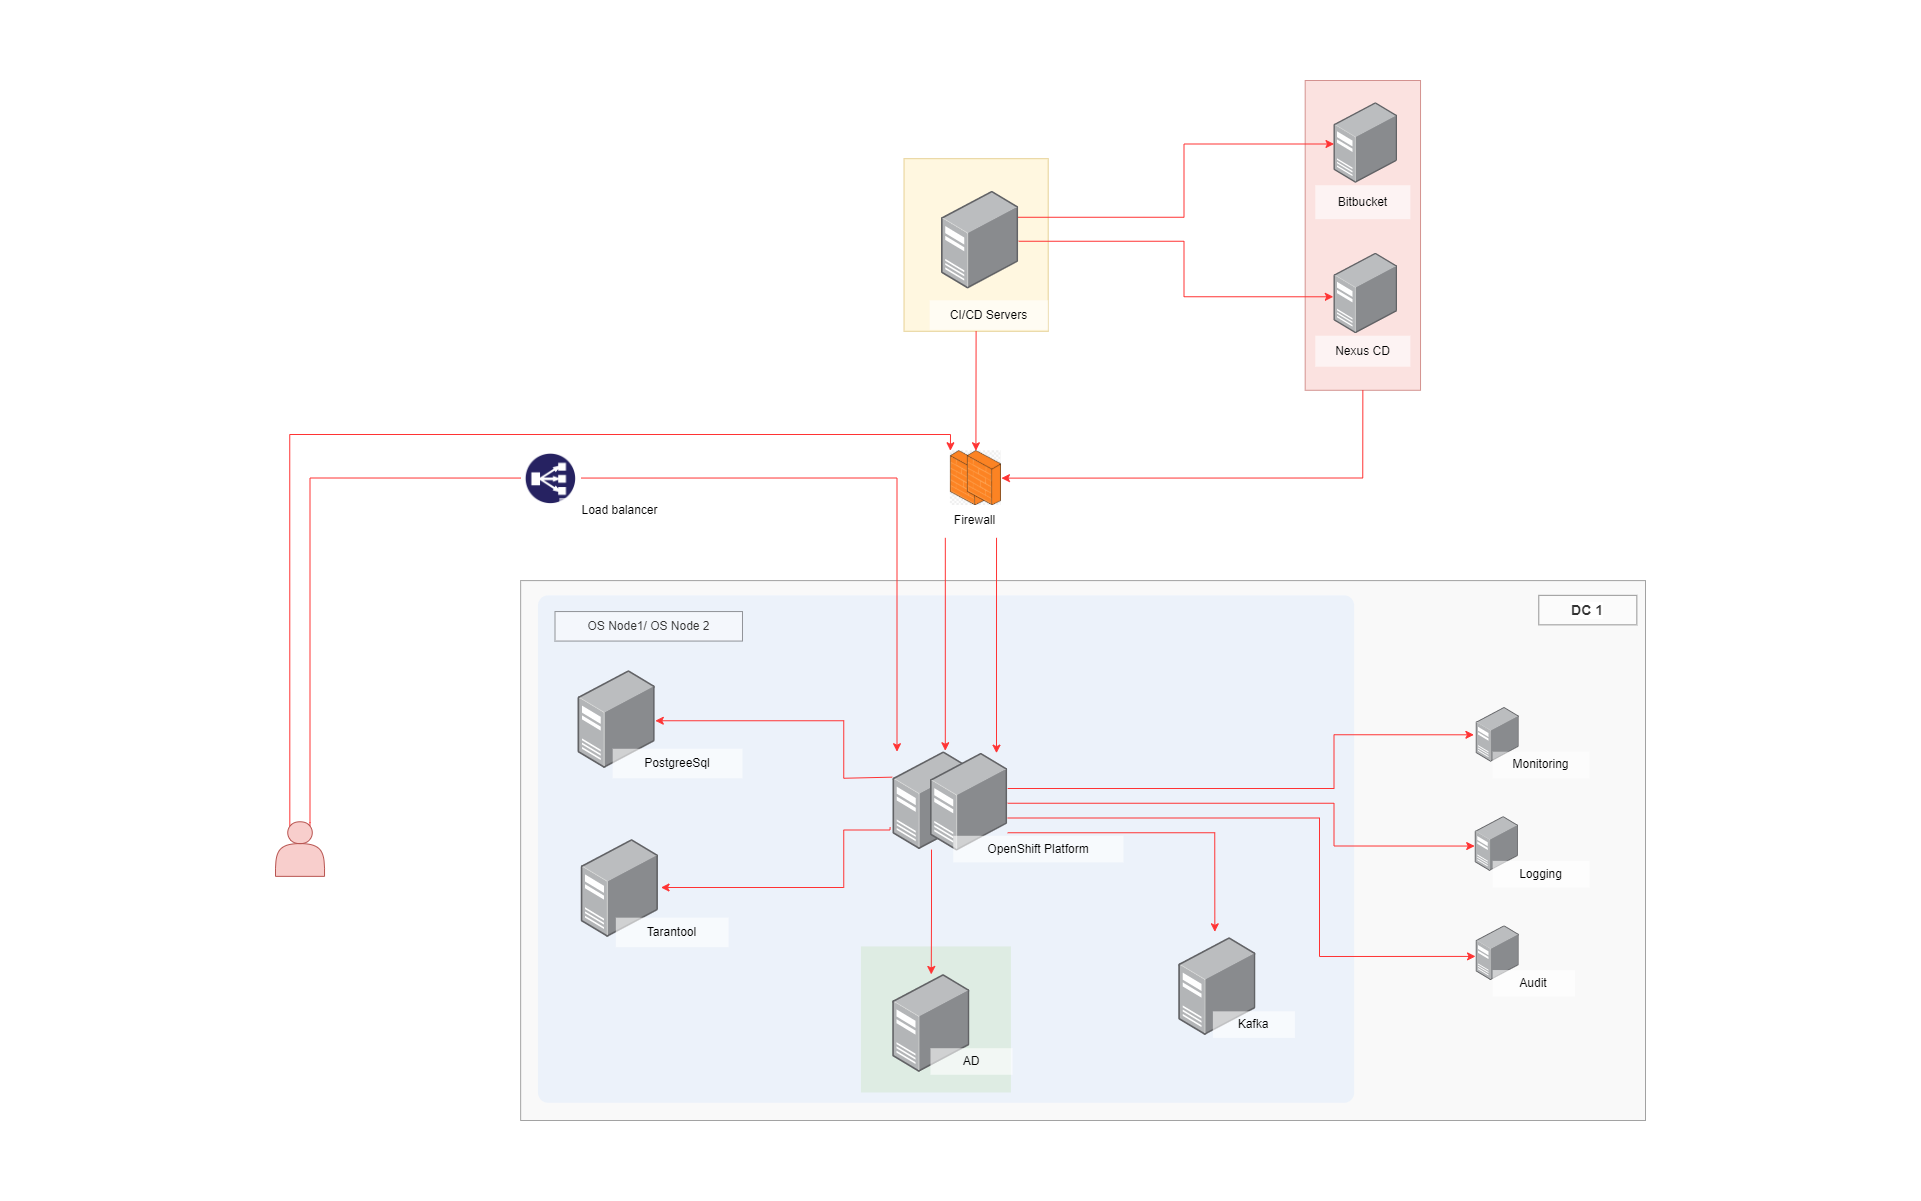 Bitbucket
CI/CD Servers
Nexus CD
Load balancer
Firewall
DC 1
OS Node1/ OS Node 2
PostgreeSql
Monitoring
OpenShift Platform
Logging
Tarantool
Audit
Kafka
AD